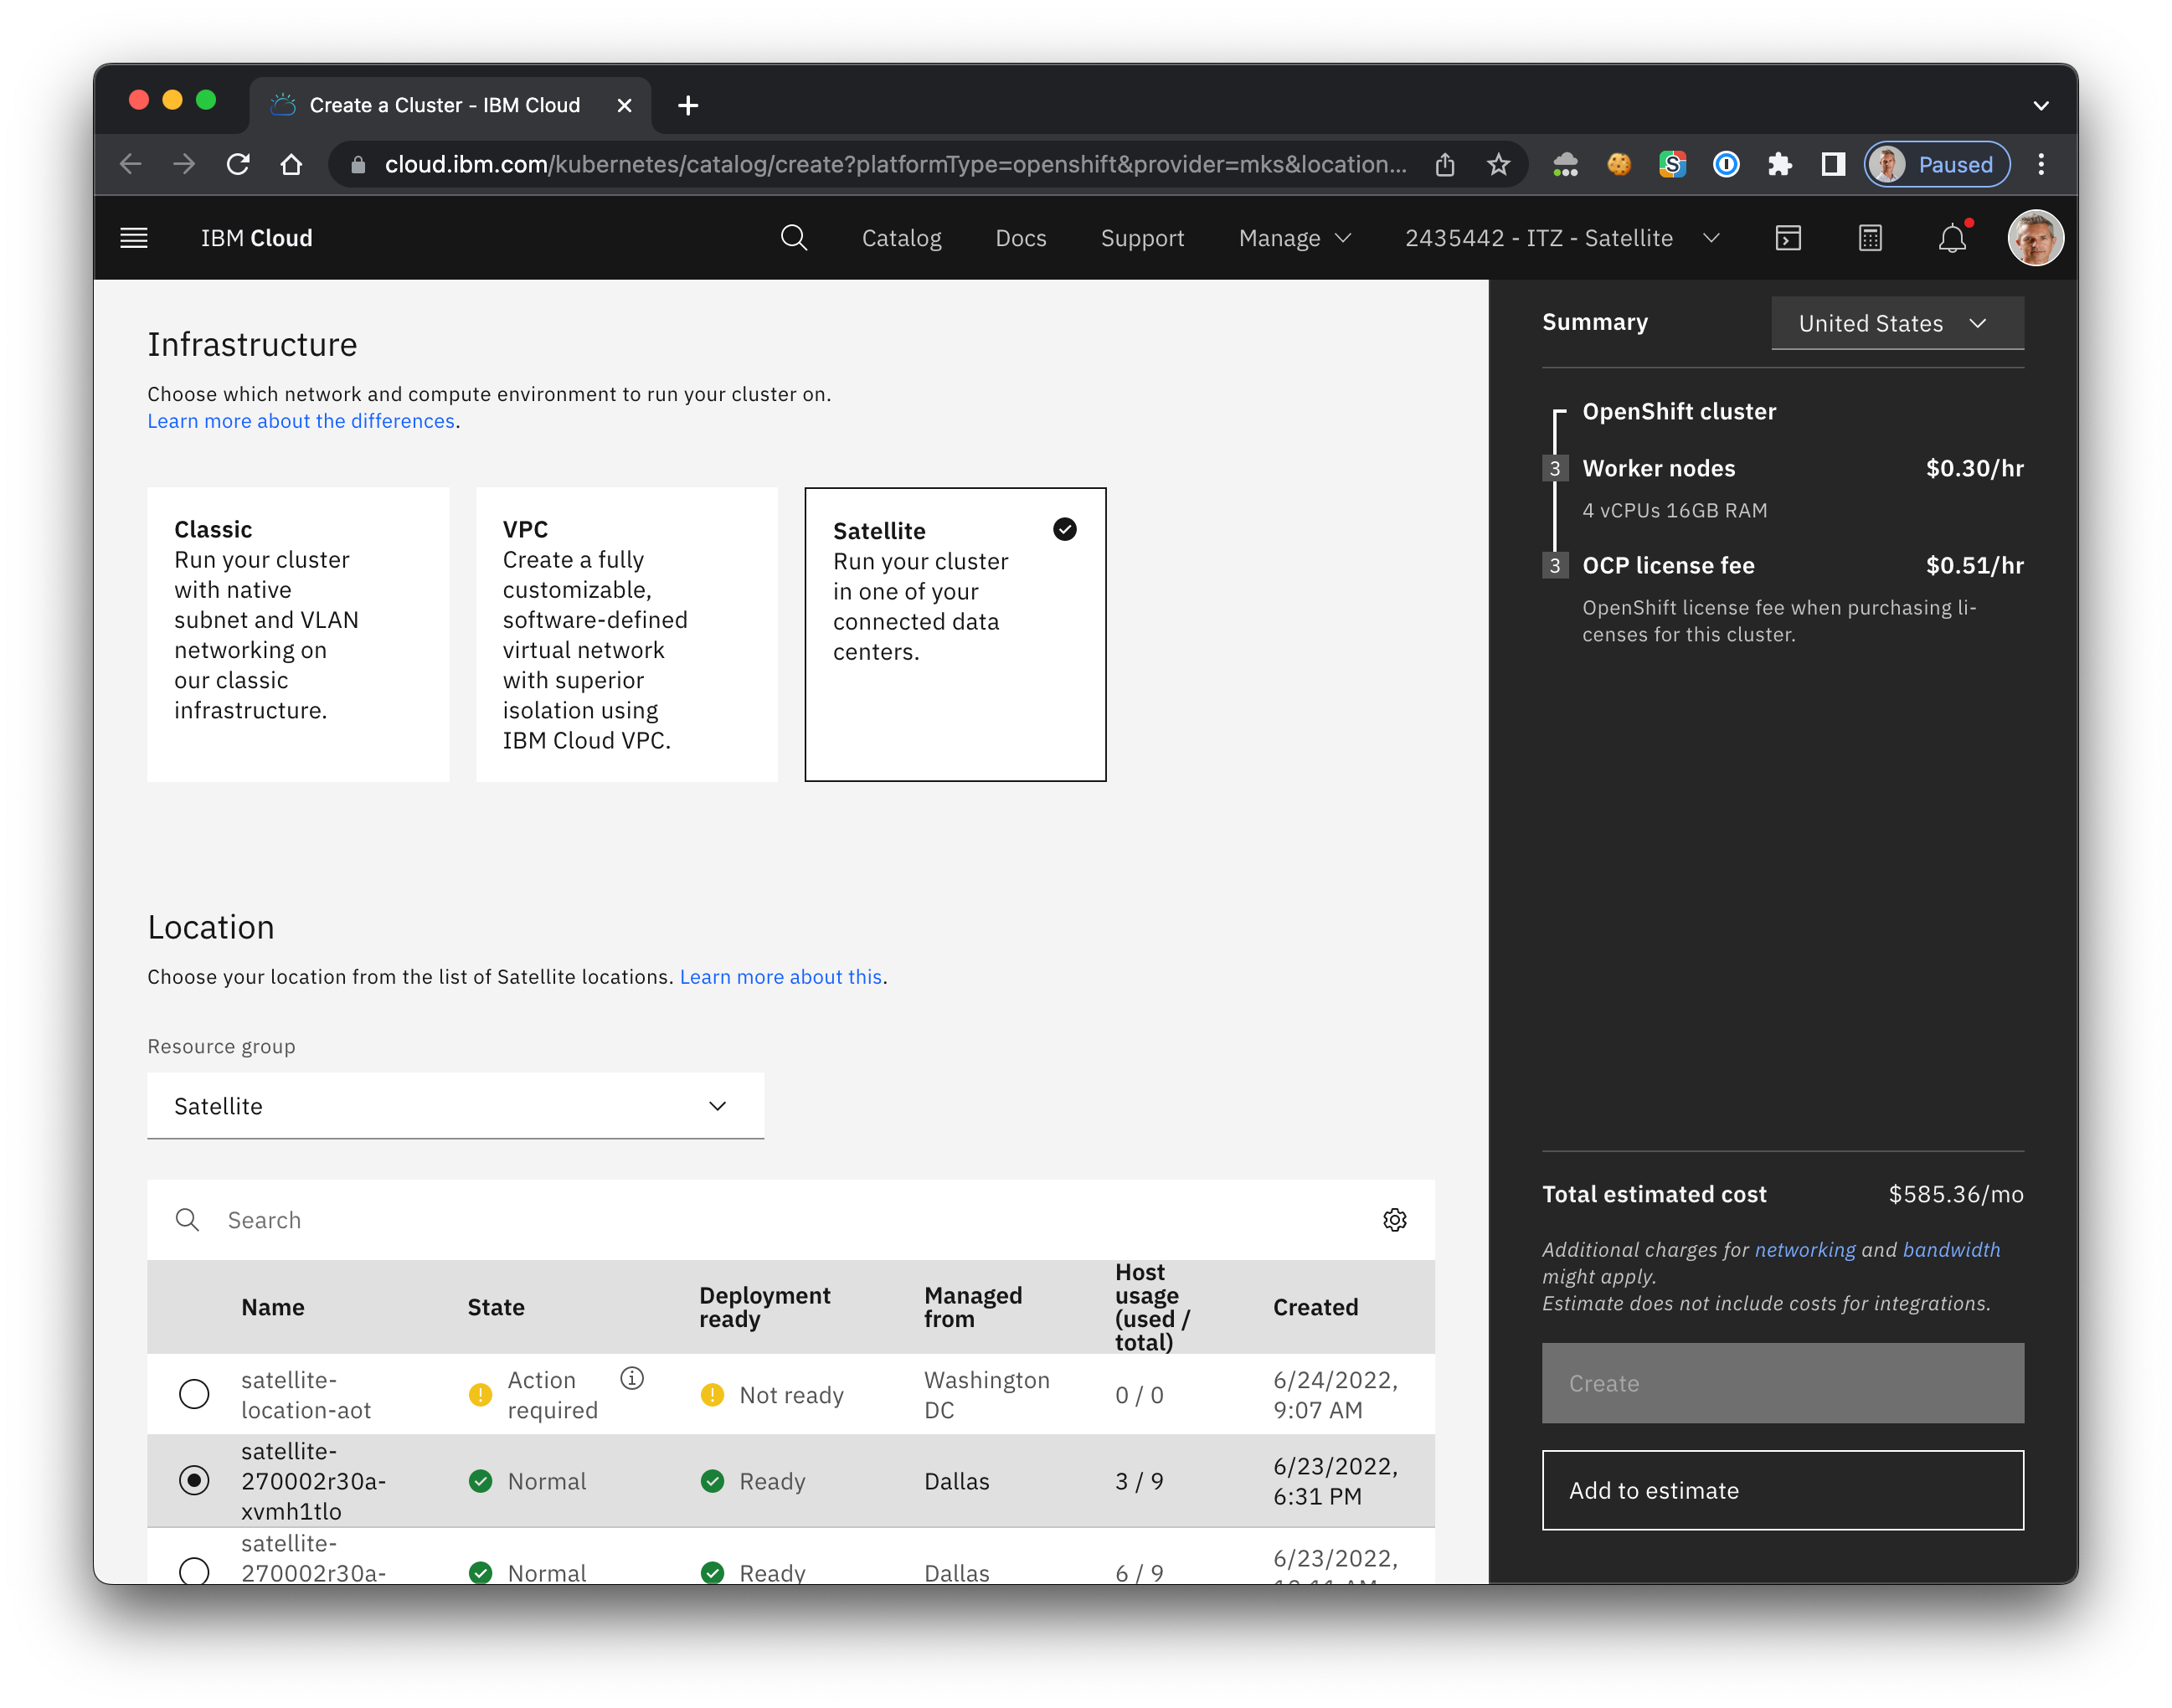 Create a Cluster - IBM Cloud
cloud.ibm.com/kubernetes/catalog/create?platformType=openshift&provider=mks&location...
Paused
IBM Cloud
Catalog
Docs
Support
Manage
2435442 - ITZ - Satellite
Infrastructure
Choose which network and compute environment to run your cluster on.
Learn more about the differences.
Classic
Run your cluster
with native
subnet and VLAN
networking on
our classic
infrastructure.
VPC
Create a fully
customizable,
software-defined
virtual network
with superior
isolation using
IBM Cloud VPC.
Satellite
Run your cluster
in one of your
connected data
centers.
Location
Choose your location from the list of Satellite locations. Learn more about this.
Resource group
Satellite
Search
Name
State
Deployment
ready
Managed
from
Host
usage
(used /
total)
Created
satellite-
location-aot
Action
required
Not ready
Washington
DC
0 / 0
6/24/2022,
9:07 AM
satellite-
270002r30a-
xvmh1tlo
Normal
Ready
Dallas
3 / 9
6/23/2022,
6:31 PM
satellite-
270002r30a-
Normal
Ready
Dallas
6 / 9
6/23/2022,
Summary
United States
OpenShift cluster
3 Worker nodes $0.30/hr
4 vCPUs 16GB RAM
3 OCP license fee $0.51/hr
OpenShift license fee when purchasing li-
censes for this cluster.
Total estimated cost $585.36/mo
Additional charges for networking and bandwidth
might apply.
Estimate does not include costs for integrations.
Create
Add to estimate